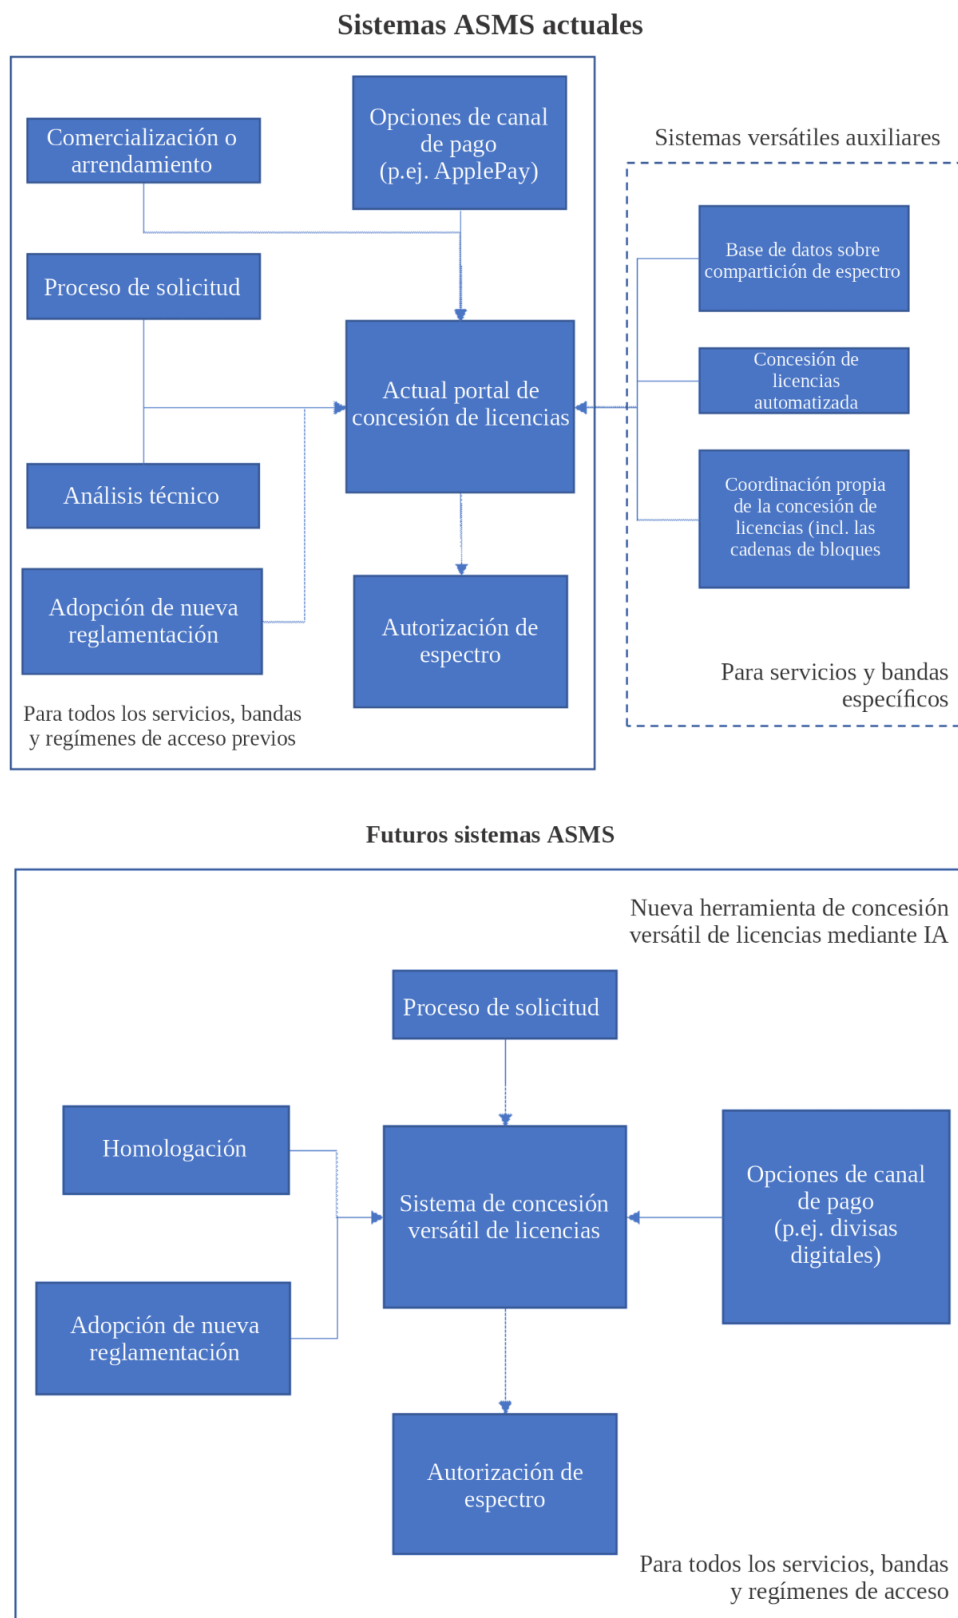 Sistemas ASMS actuales
Comercialización o
arrendamiento
Opciones de canal
de pago
(p.ej. ApplePay)
Proceso de solicitud
Actual portal de
concesión de licencias
Análisis técnico
Adopción de nueva
reglamentación
Autorización de
espectro
Para todos los servicios, bandas
y regímenes de acceso previos
Sistemas versátiles auxiliares
Base de datos sobre
compartición de espectro
Concesión de
licencias
automatizada
Coordinación propia
de la concesión de
licencias (incl. las
cadenas de bloques
Para servicios y bandas
específicos
Futuros sistemas ASMS
Nueva herramienta de concesión
versátil de licencias mediante IA
Proceso de solicitud
Homologación
Sistema de concesión
versátil de licencias
Opciones de canal
de pago
(p.ej. divisas
digitales)
Adopción de nueva
reglamentación
Autorización de
espectro
Para todos los servicios, bandas
y regímenes de acceso